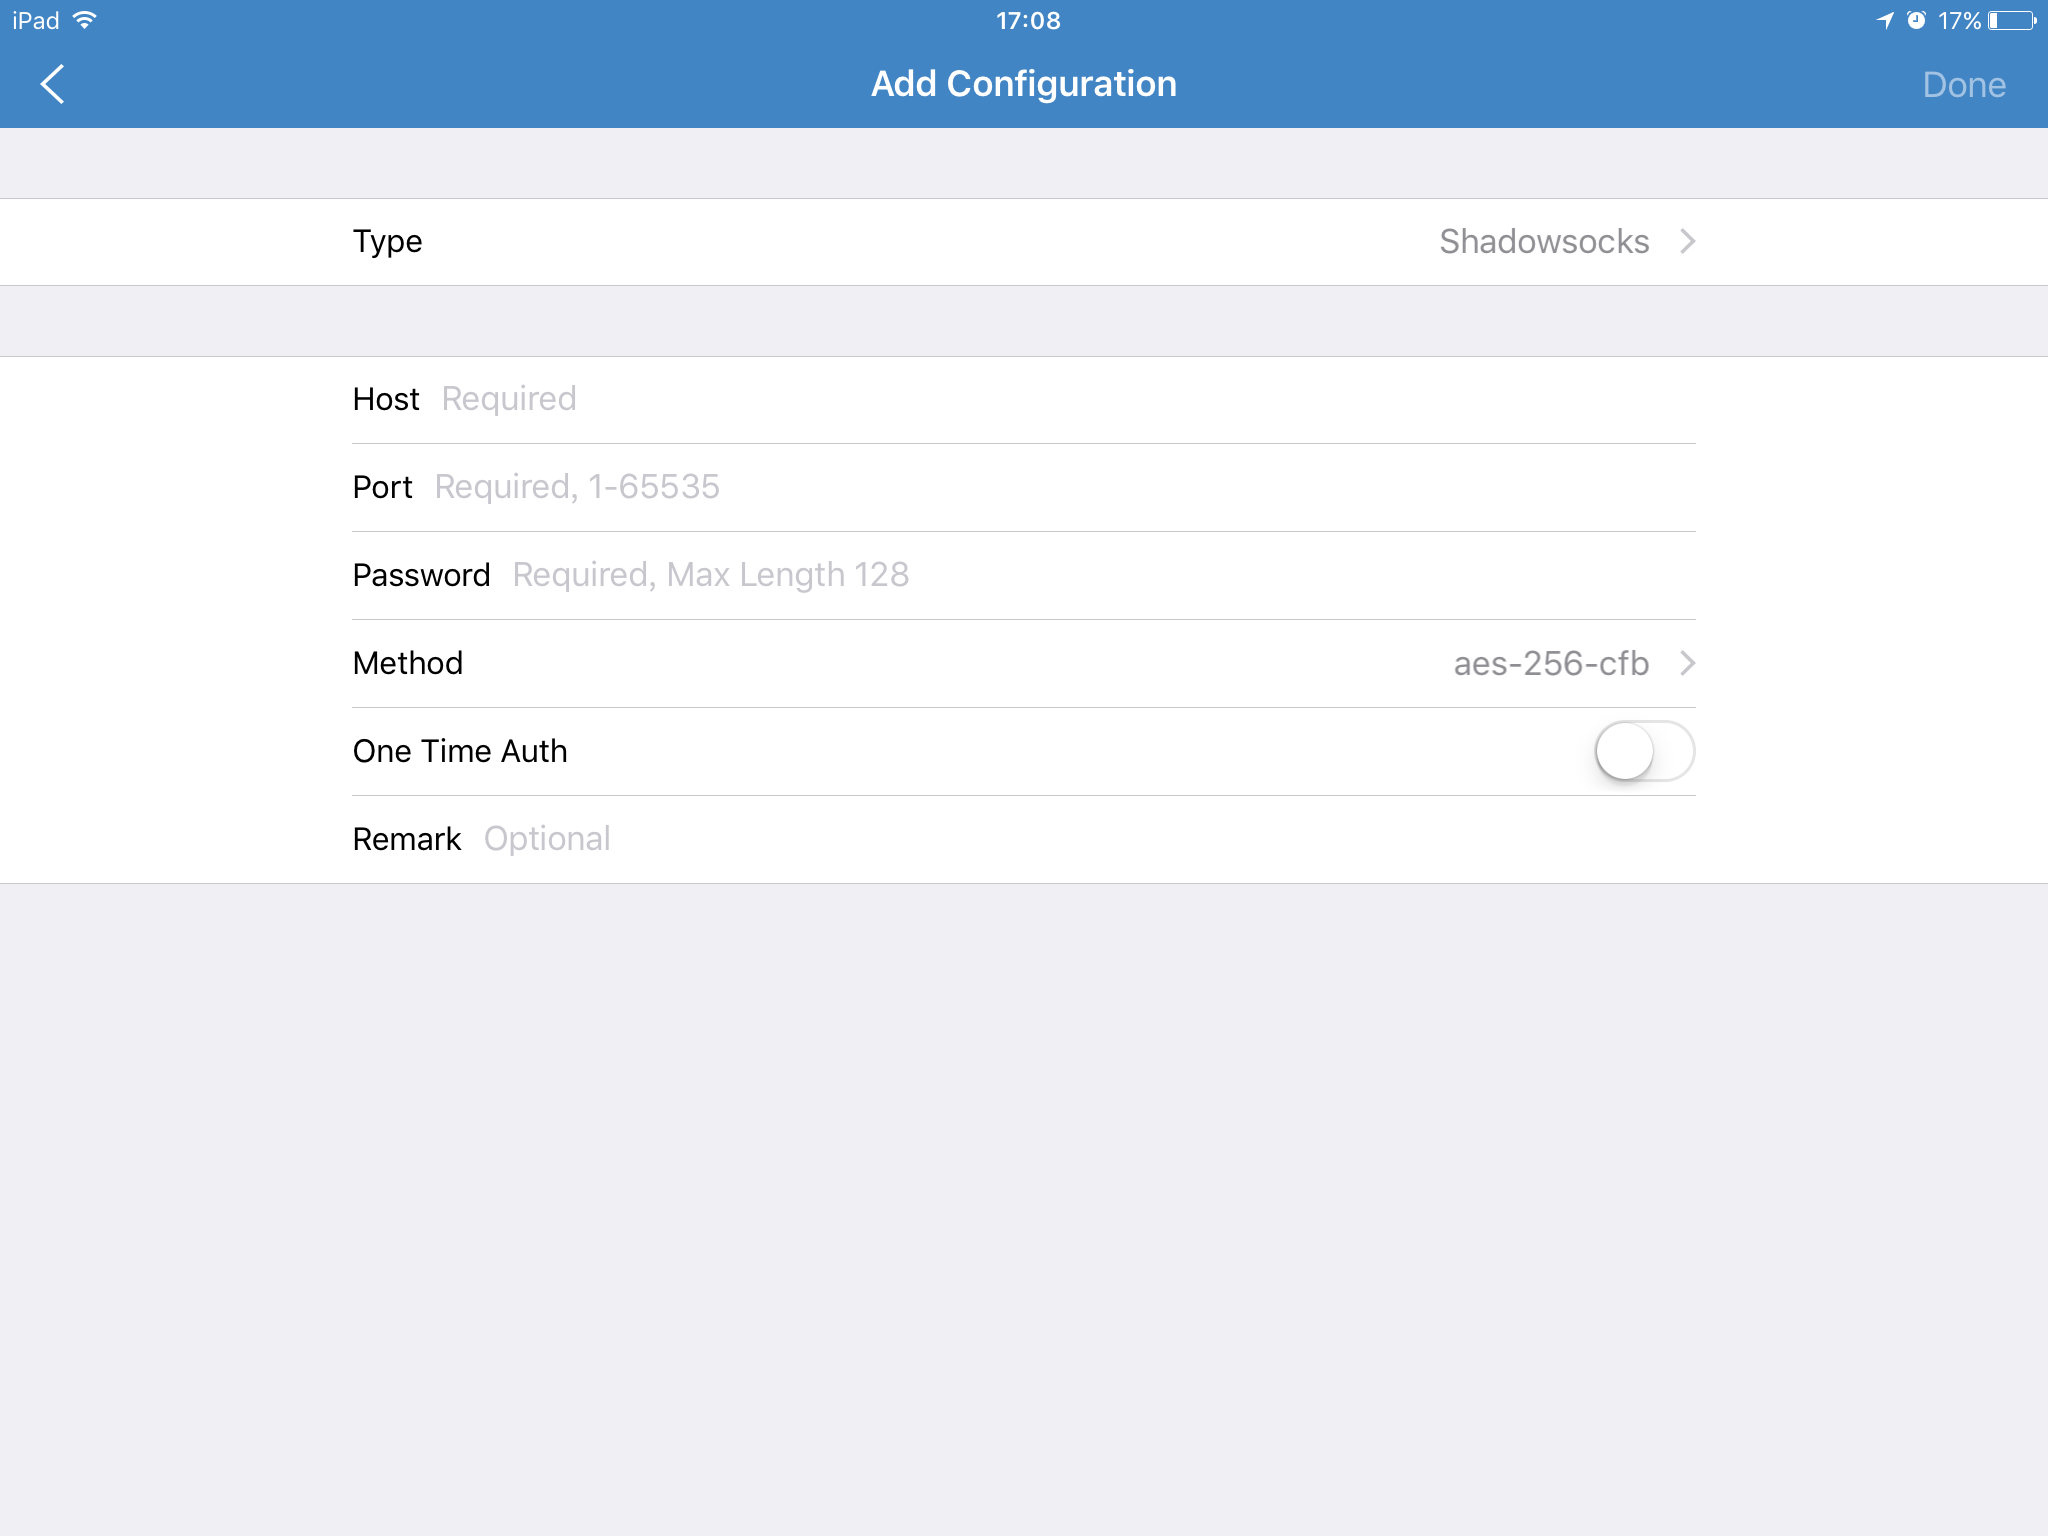 iPad 17:08 17%
Add Configuration Done
Type Shadowsocks
Host Required
Port Required, 1-65535
Password Required, Max Length 128
Method aes-256-cfb
One Time Auth
Remark Optional